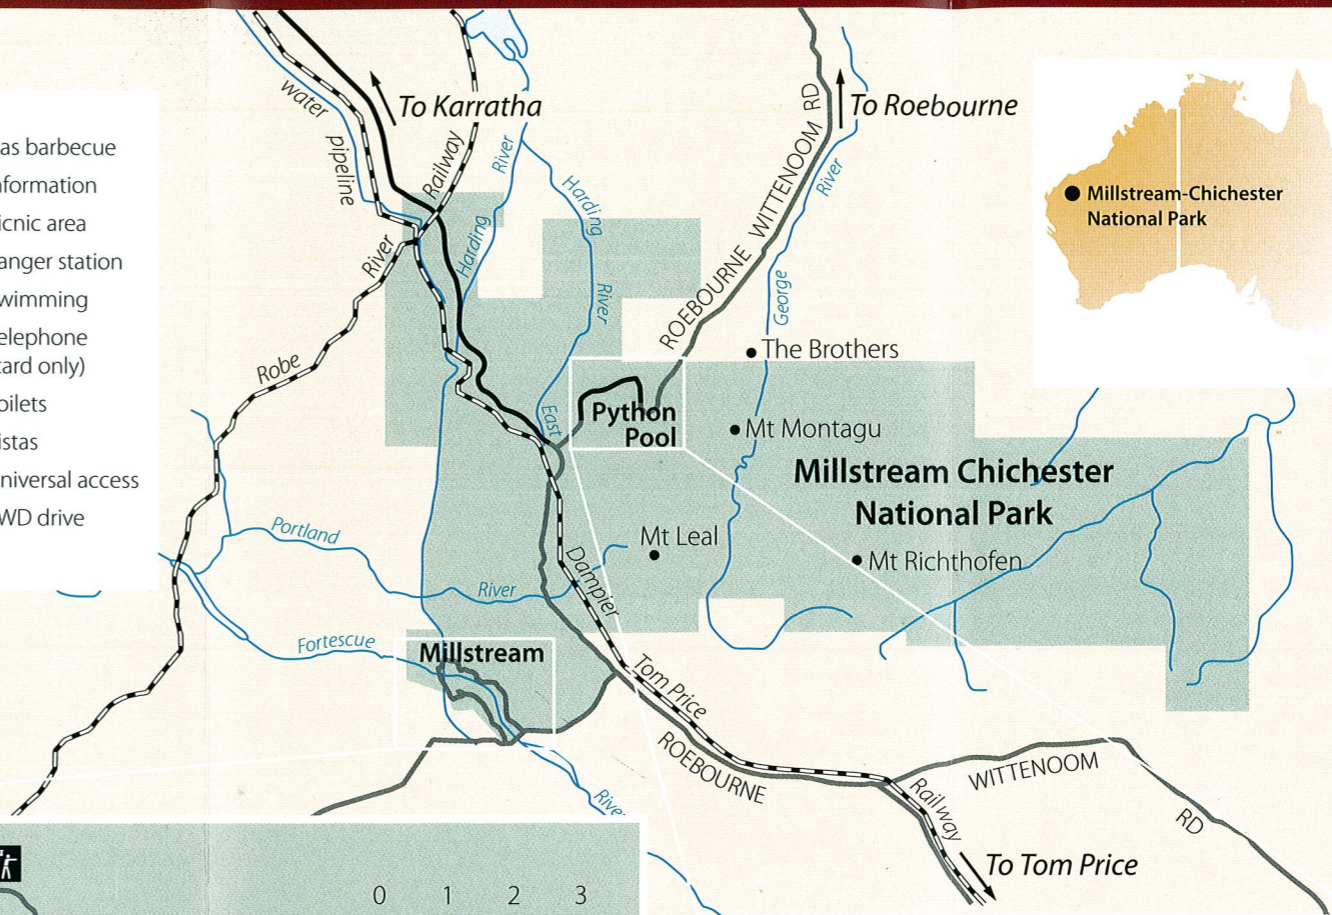 as barbecue
nformation
icnic area
anger station
wimming
elephone
card only)
oilets
istas
niversal access
WD drive
water
pipeline
To Karratha
Railway
River
Harding
Harding
River
River
Robe
ROEBOURNE WITTENOOM RD
To Roebourne
River
George
Millstream-Chichester
National Park
The Brothers
East
Python
Pool
Mt Montagu
Millstream Chichester
National Park
Mt Leal
Mt Richthofen
Portland
River
Dampier
Fortescue
Millstream
Tom Price
ROEBOURNE
WITTENOOM
RD
Railway
River
To Tom Price
0 1 2 3